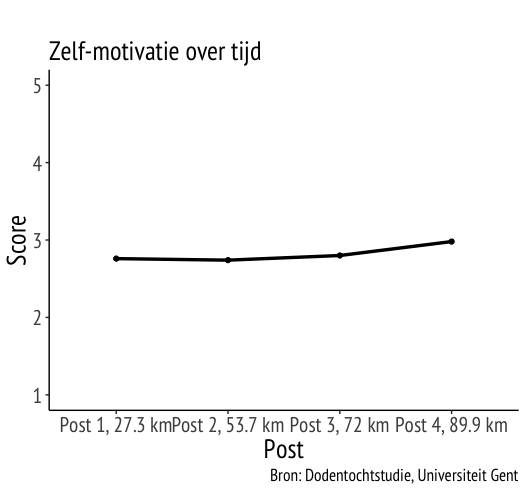 Zelf-motivatie over tijd
5
4
3
2
1
Score
Post 1, 27.3 km Post 2, 53.7 km Post 3, 72 km Post 4, 89.9 km
Post
Bron: Dodentochtstudie, Universiteit Gent